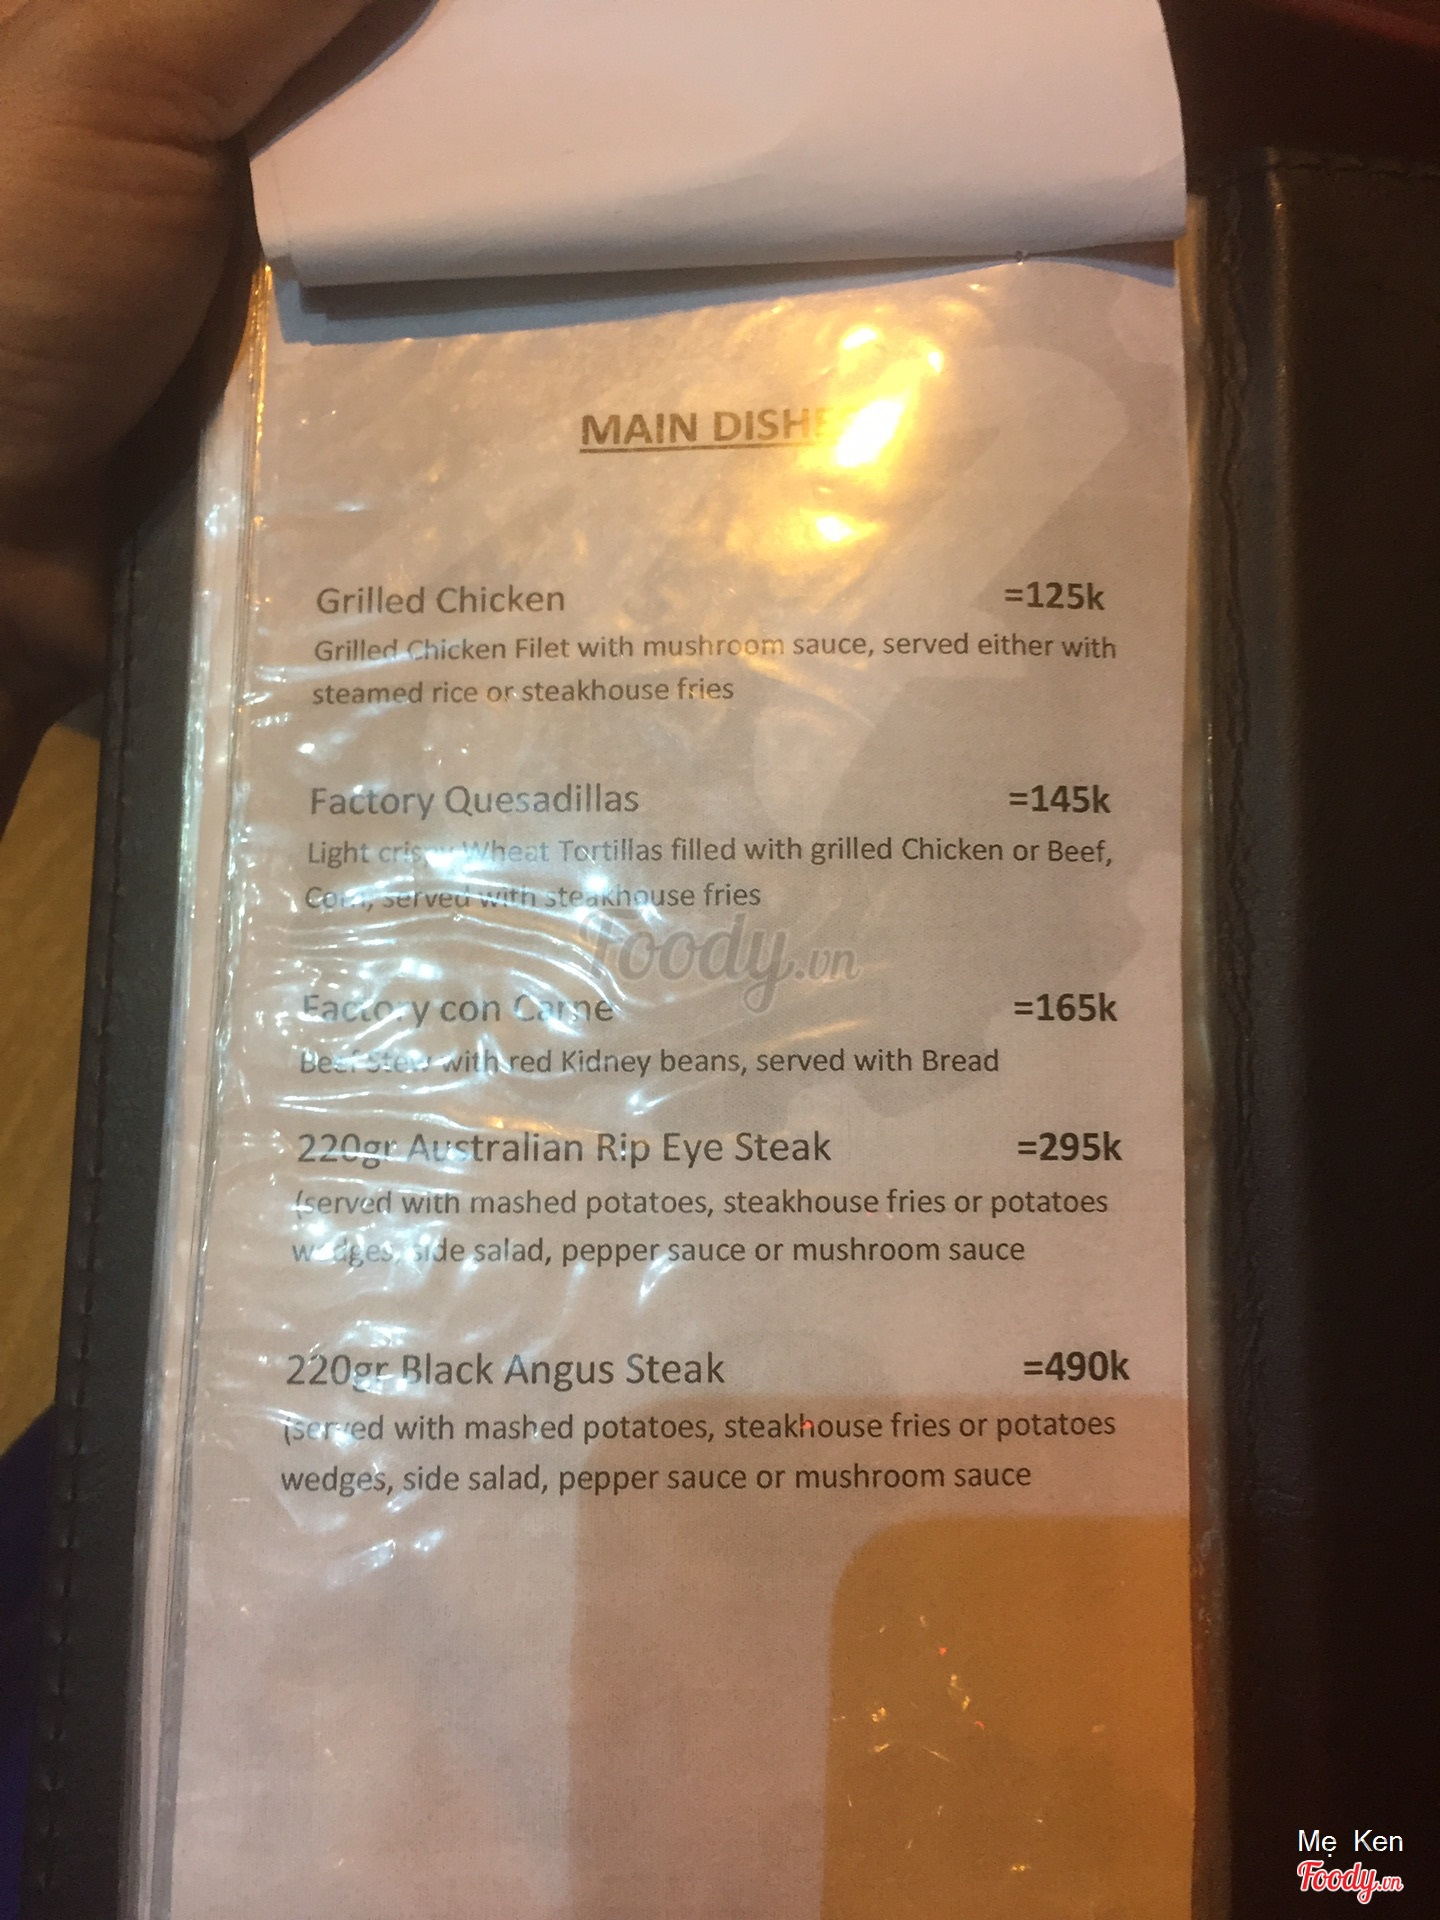 MAIN DISHES
Grilled Chicken =125k
Grilled Chicken Filet with mushroom sauce, served either with
steamed rice or steakhouse fries
Factory Quesadillas =145k
Light crispy Wheat Tortillas filled with grilled Chicken or Beef,
Corn, served with steakhouse fries
Foody.vn
Factory con Carne =165k
Beef Stew with red Kidney beans, served with Bread
220gr Australian Rip Eye Steak =295k
(served with mashed potatoes, steakhouse fries or potatoes
wedges, side salad, pepper sauce or mushroom sauce
220gr Black Angus Steak =490k
(served with mashed potatoes, steakhouse fries or potatoes
wedges, side salad, pepper sauce or mushroom sauce
Mẹ Ken
Foody.vn